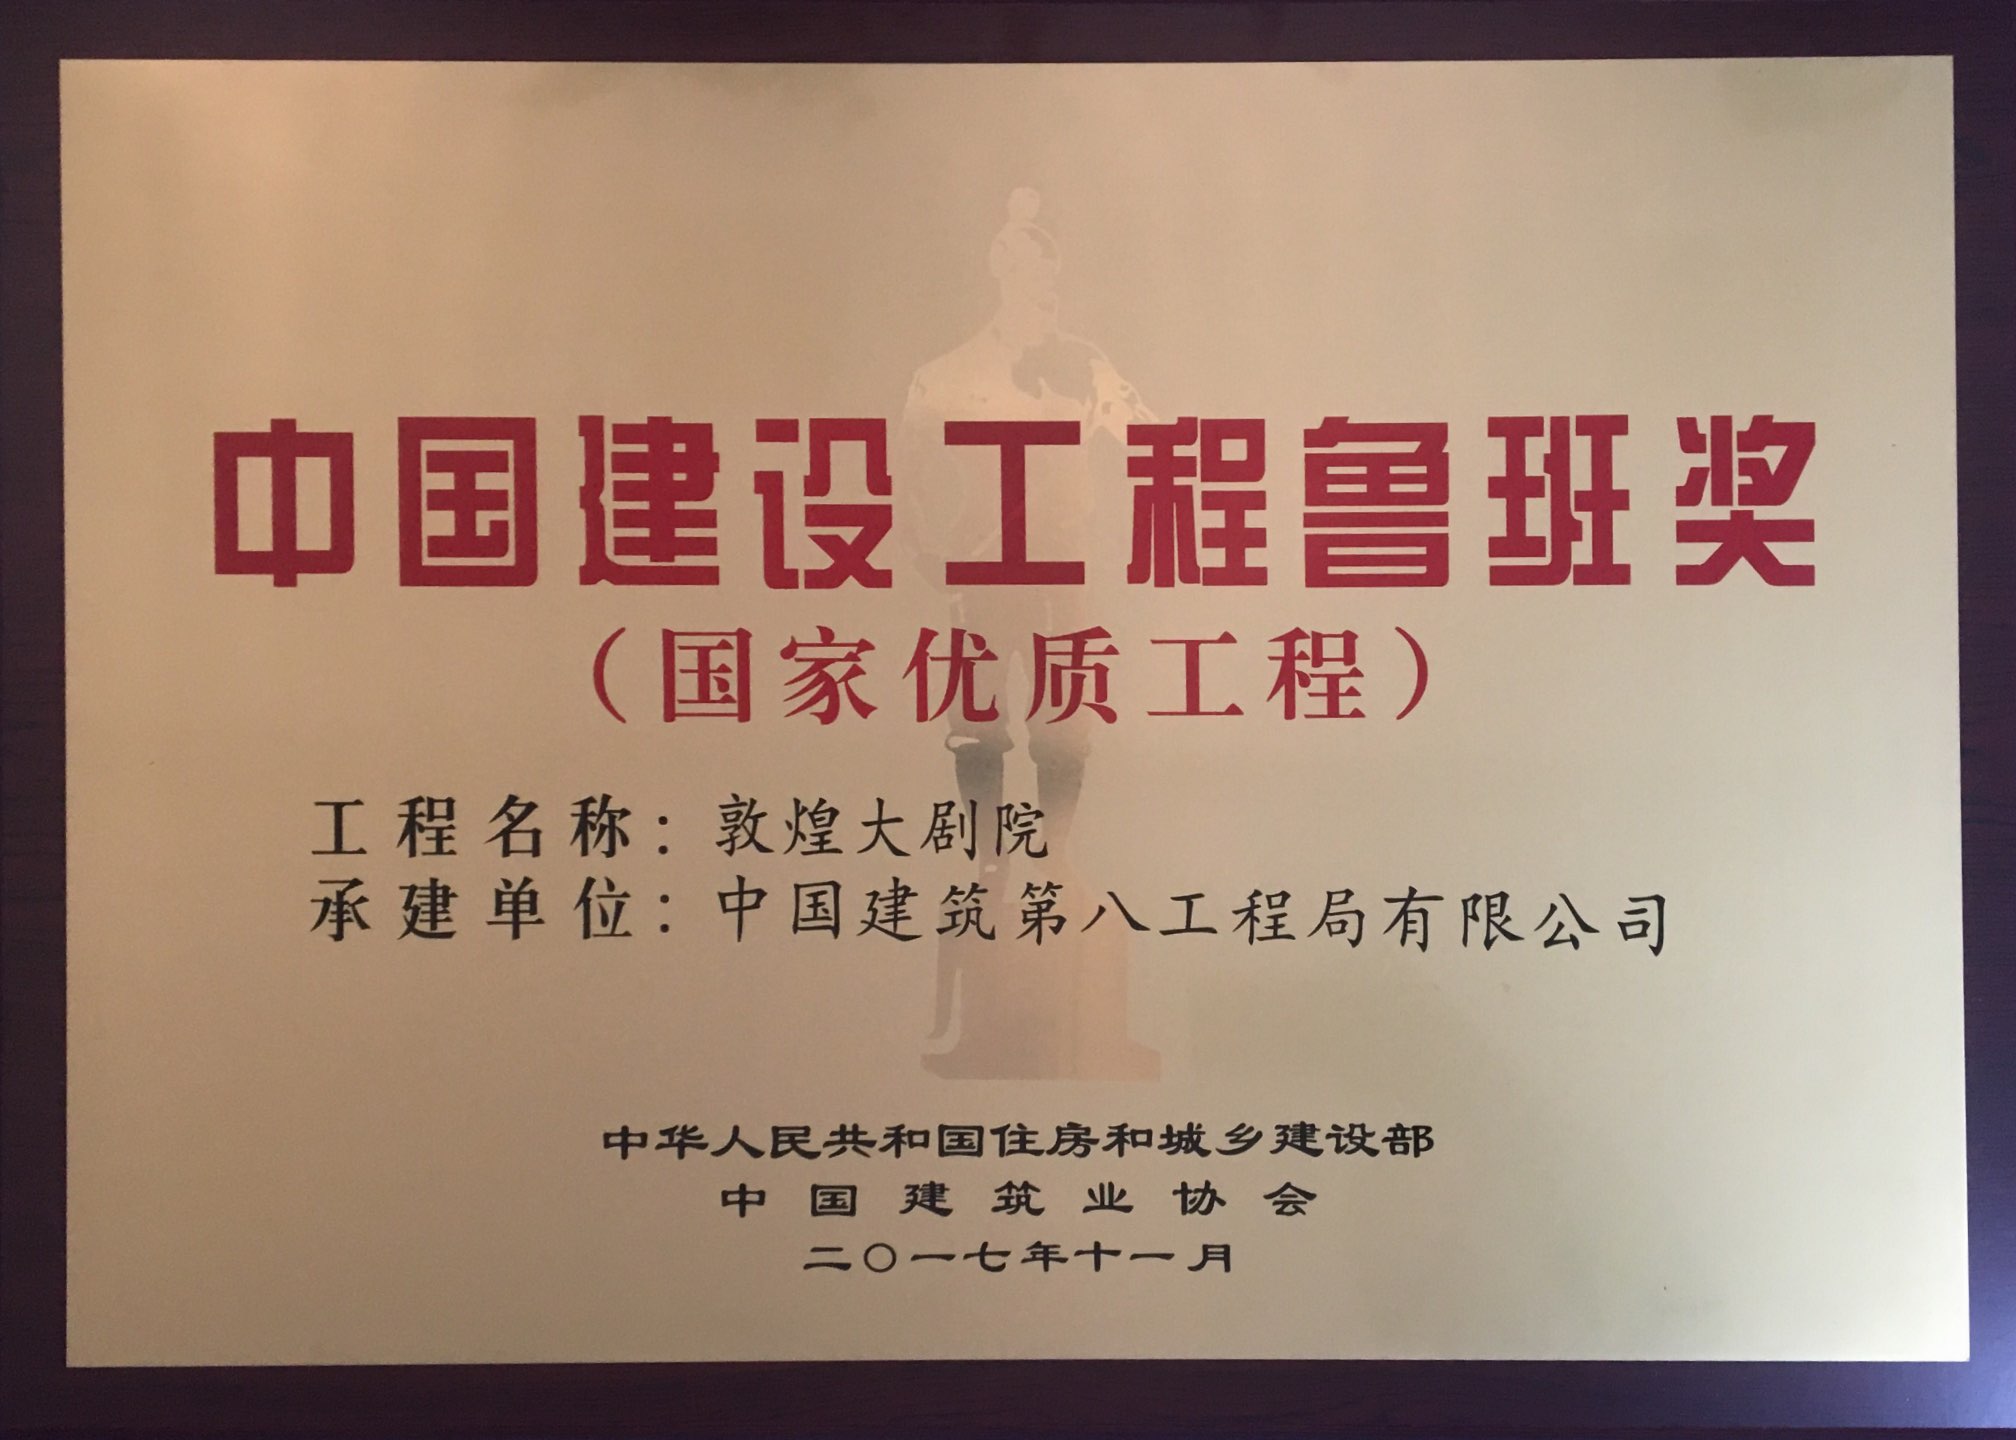 中国建设工程鲁班奖
（国家优质工程）
工程名称：敦煌大剧院
承建单位：中国建筑第八工程局有限公司
中华人民共和国住房和城乡建设部
中国建筑业协会
二〇一七年十一月